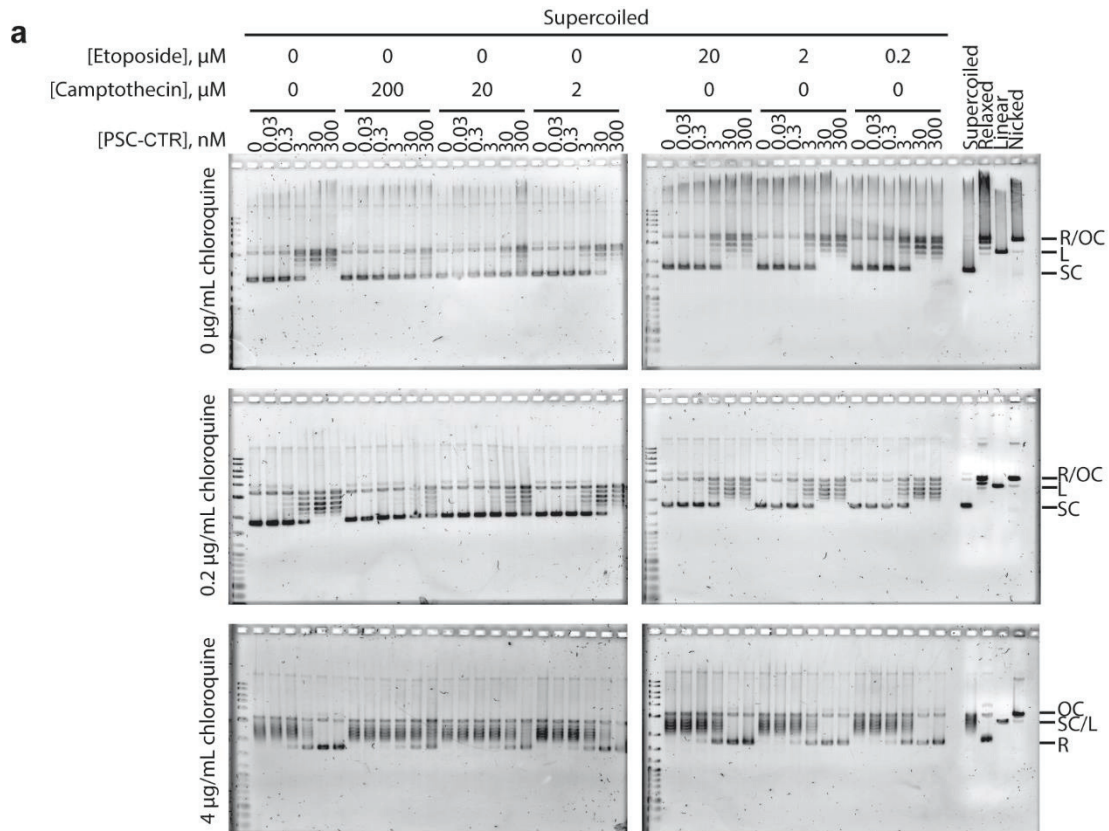 a
Supercoiled
[Etoposide], µM 0 0 0 0 20 2 0.2
[Camptothecin], µM 0 200 20 2 0 0 0
[PSC-CTR], nM 0 0.03 0.3 3 30 300 0 0.03 0.3 3 30 300 0 0.03 0.3 3 30 300 0 0.03 0.3 3 30 300 0 0.03 0.3 3 30 300 0 0.03 0.3 3 30 300 0 0.03 0.3 3 30 300 Supercoiled Relaxed Linear Nicked
0 µg/mL chloroquine
R/OC
L
SC
0.2 µg/mL chloroquine
R/OC
L
SC
4 µg/mL chloroquine
OC
SC/L
R